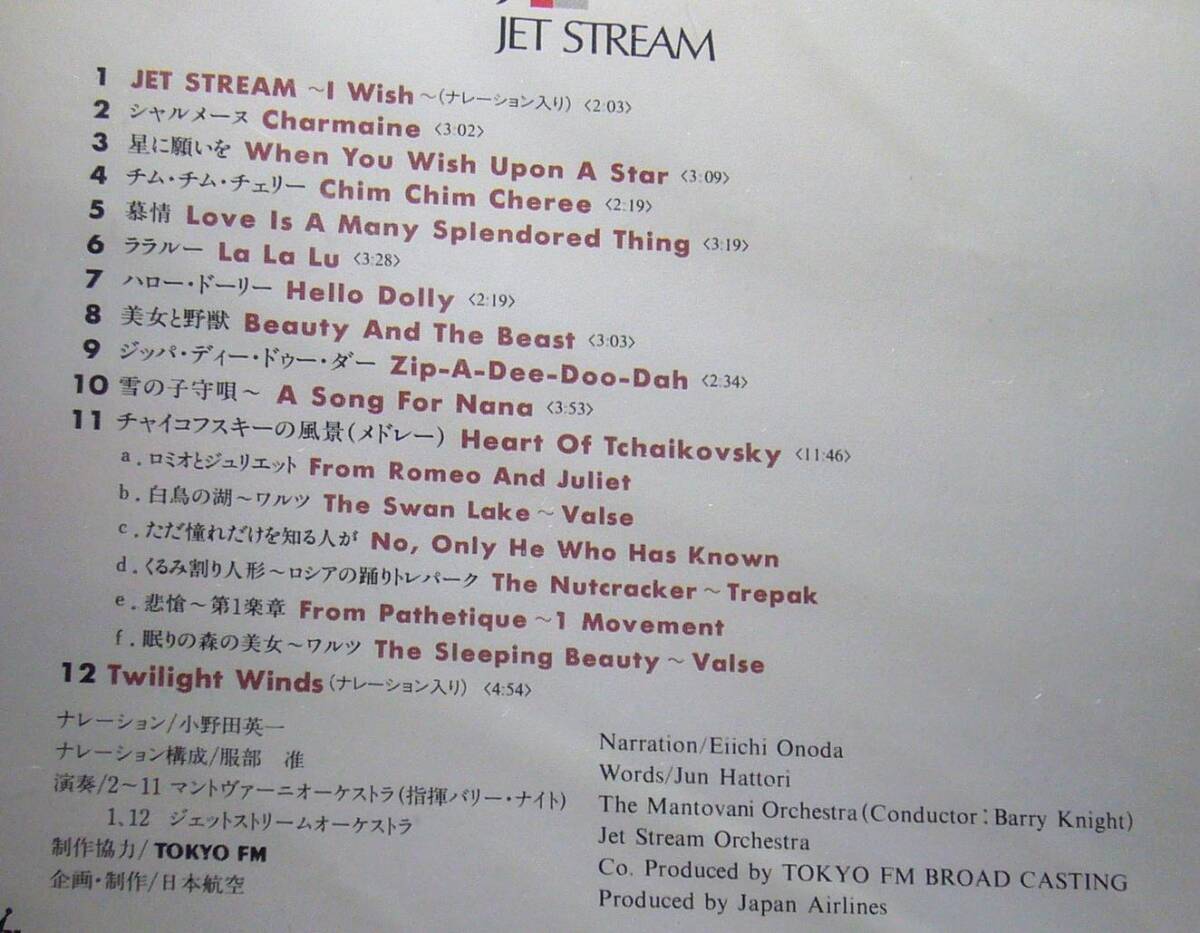 JET STREAM
1 JET STREAM ~I Wish~(ナレーション入り) 〈2:03〉
2 シャルメーヌ Charmaine 〈3:02〉
3 星に願いを When You Wish Upon A Star 〈3:09〉
4 チム・チム・チェリー Chim Chim Cheree 〈2:19〉
5 慕情 Love Is A Many Splendored Thing 〈3:19〉
6 ララルー La La Lu 〈3:28〉
7 ハロー・ドーリー Hello Dolly 〈2:19〉
8 美女と野獣 Beauty And The Beast 〈3:03〉
9 ジッパ・ディー・ドゥー・ダー Zip-A-Dee-Doo-Dah 〈2:34〉
10 雪の子守唄～ A Song For Nana 〈3:53〉
11 チャイコフスキーの風景(メドレー) Heart Of Tchaikovsky 〈11:46〉
a.ロミオとジュリエット From Romeo And Juliet
b.白鳥の湖～ワルツ The Swan Lake~Valse
c.ただ憧れだけを知る人が No, Only He Who Has Known
d.くるみ割り人形～ロシアの踊りトレパーク The Nutcracker~Trepak
e.悲愴～第1楽章 From Pathetique~1 Movement
f.眠りの森の美女～ワルツ The Sleeping Beauty~Valse
12 Twilight Winds(ナレーション入り) 〈4:54〉
ナレーション/小野田英一
ナレーション構成/服部 准
演奏/2～11 マントヴァーニオーケストラ(指揮バリー・ナイト)
1、12 ジェットストリームオーケストラ
制作協力/TOKYO FM
企画・制作/日本航空
Narration/Eiichi Onoda
Words/Jun Hattori
The Mantovani Orchestra(Conductor:Barry Knight)
Jet Stream Orchestra
Co. Produced by TOKYO FM BROAD CASTING
Produced by Japan Airlines